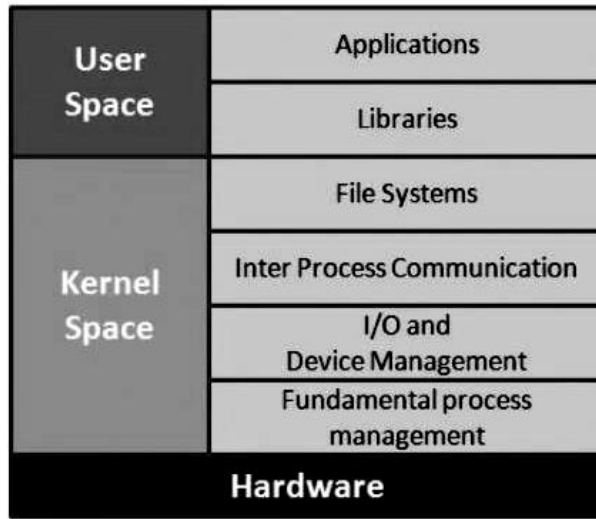 User
Space
Applications
Libraries
Kernel
Space
File Systems
Inter Process Communication
I/O and
Device Management
Fundamental process
management
Hardware